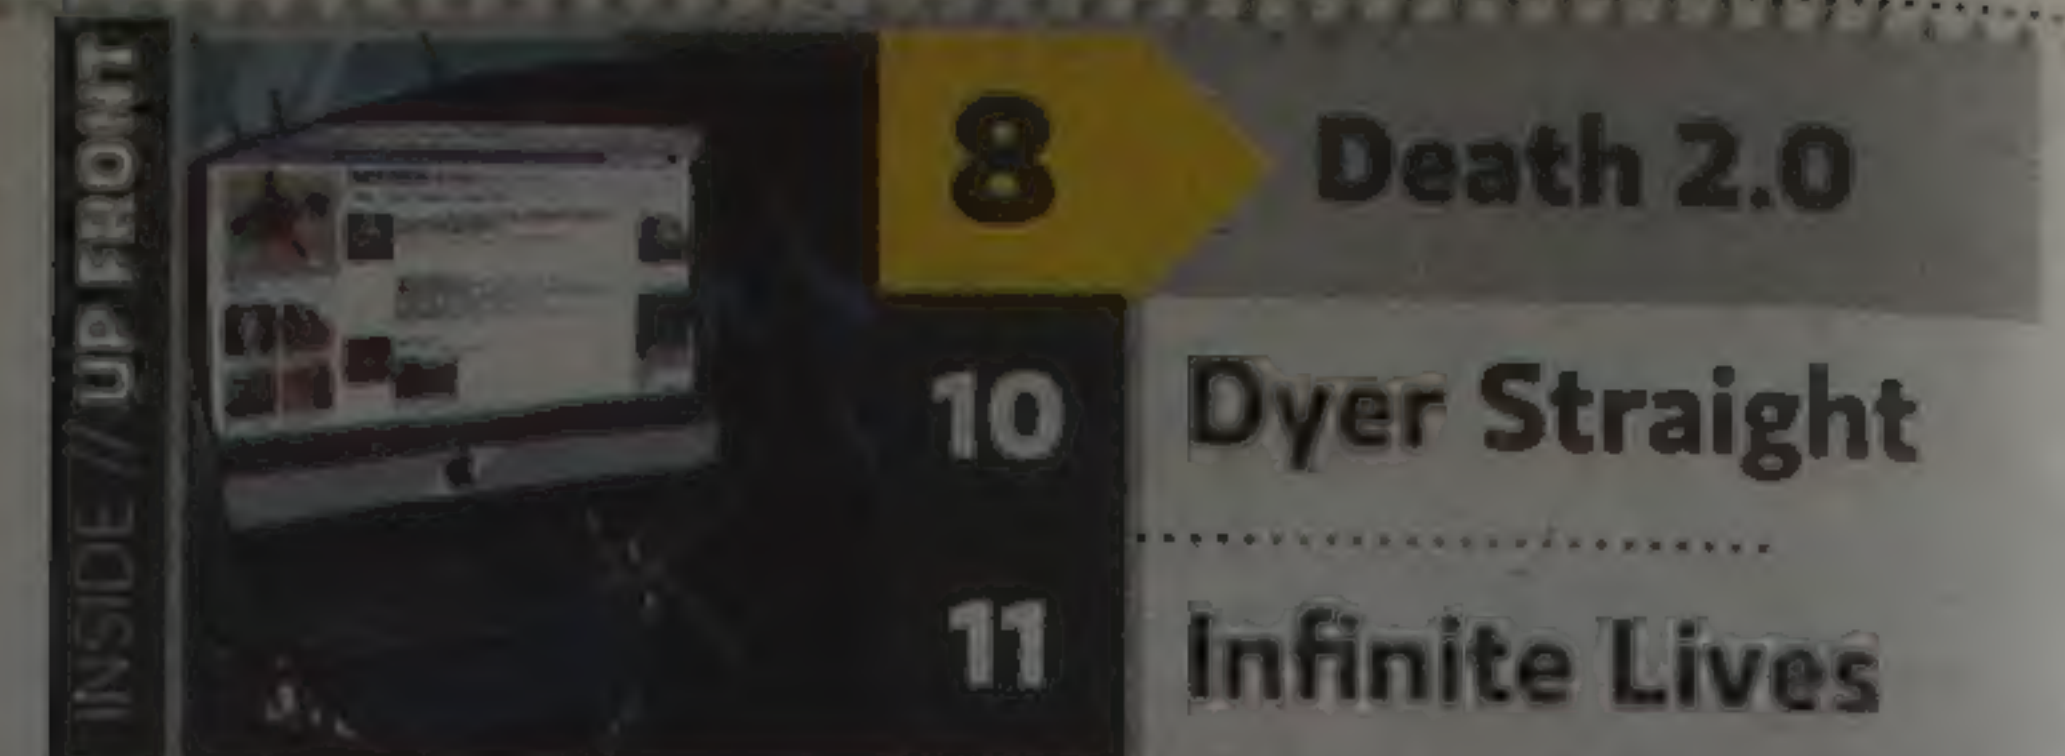 INSIDE // UP FRONT
8 Death 2.0
10 Dyer Straight
11 Infinite Lives